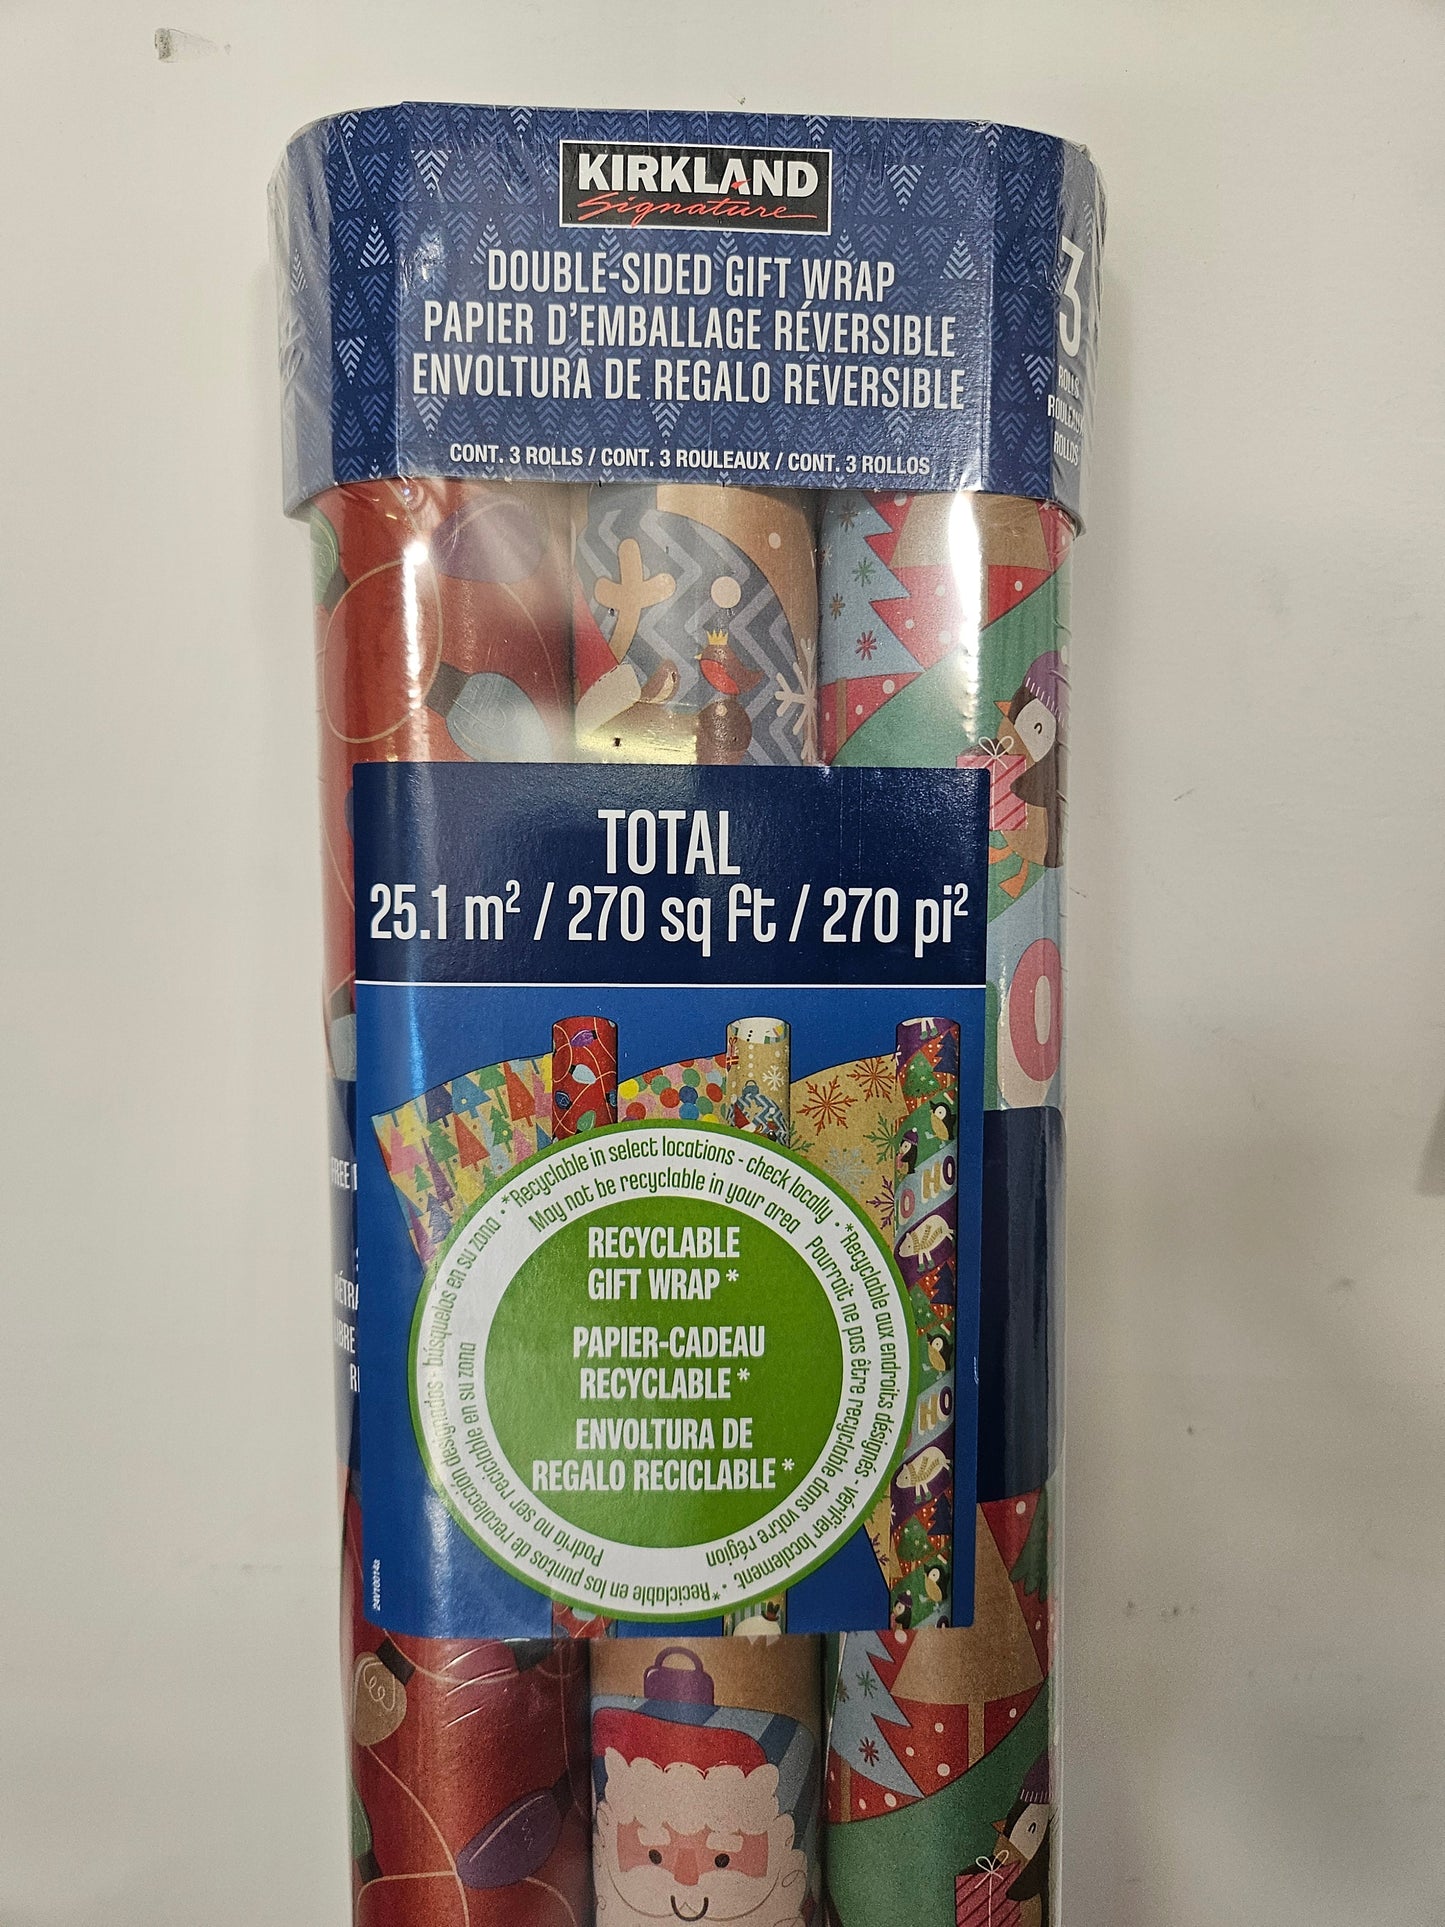 KIRKLAND
Signature
DOUBLE-SIDED GIFT WRAP
PAPIER D'EMBALLAGE RÉVERSIBLE
ENVOLTURA DE REGALO REVERSIBLE
CONT. 3 ROLLS / CONT. 3 ROULEAUX / CONT. 3 ROLLOS
3
ROLLS
ROULEAUX
ROLLOS
TOTAL
25.1 m² / 270 sq ft / 270 pi²
*Recyclable in select locations - check locally •
May not be recyclable in your area
*Recyclable aux endroits désignés - vérifier localement •
Pourrait ne pas être recyclable dans votre région
*Reciclable en los puntos de recolección designados - búsquelos en su zona •
Podría no ser reciclable en su zona
RECYCLABLE
GIFT WRAP*
PAPIER-CADEAU
RECYCLABLE*
ENVOLTURA DE
REGALO RECICLABLE*
O HO
HO
O